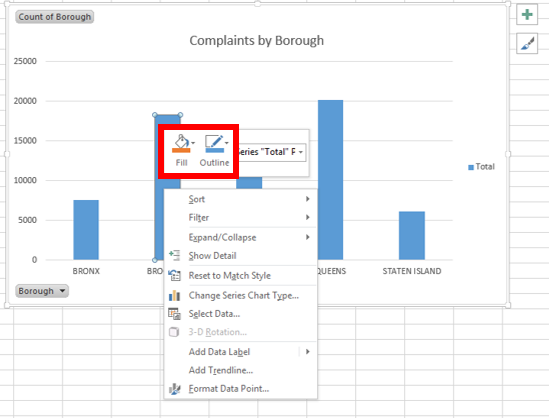 Count of Borough
Complaints by Borough
25000
20000
15000
10000
5000
0
Fill
Outline
Series "Total" P
Total
BRONX
QUEENS
STATEN ISLAND
Borough
Sort
Filter
Expand/Collapse
Show Detail
Reset to Match Style
Change Series Chart Type...
Select Data...
3-D Rotation...
Add Data Label
Add Trendline...
Format Data Point...